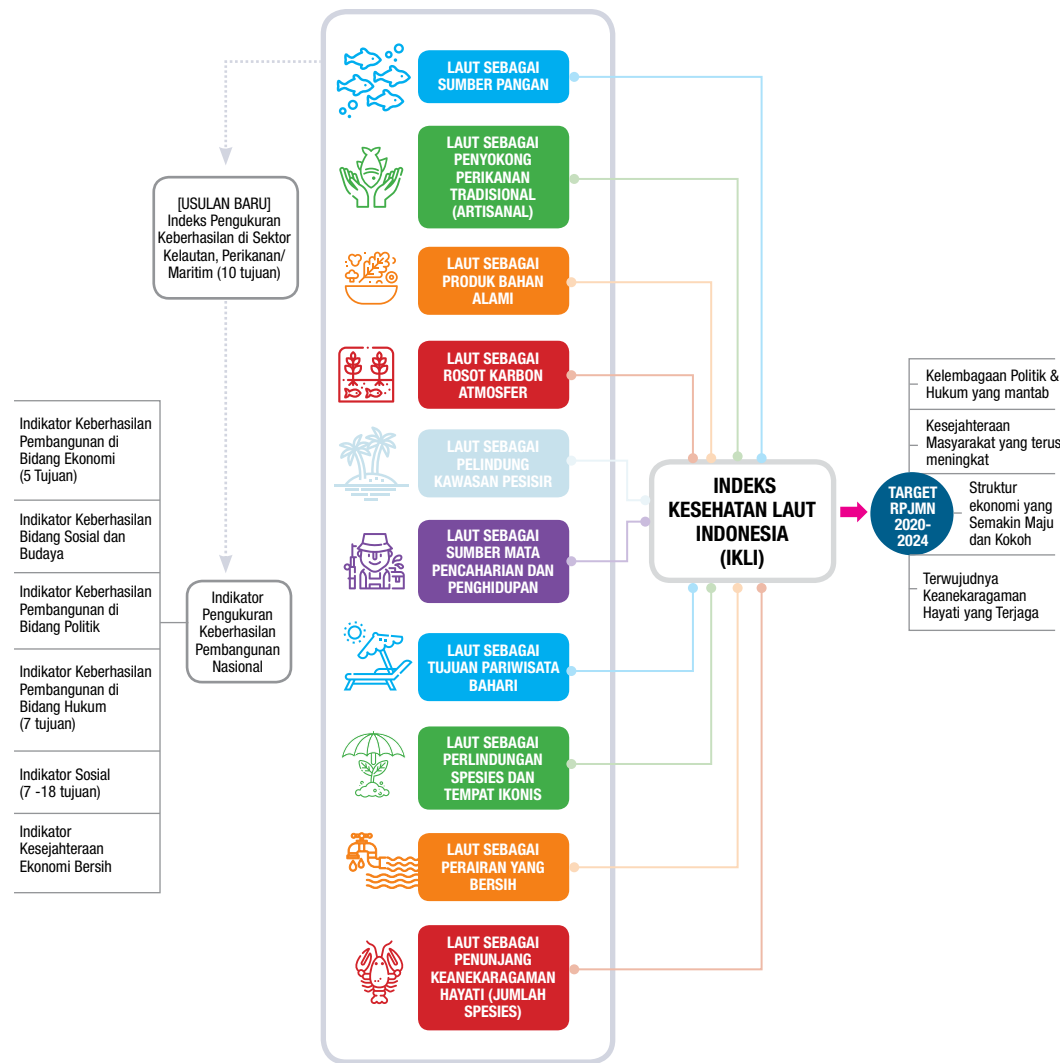 LAUT SEBAGAI
SUMBER PANGAN
LAUT SEBAGAI
PENYOKONG
PERIKANAN
TRADISIONAL
(ARTISANAL)
LAUT SEBAGAI
PRODUK BAHAN
ALAMI
LAUT SEBAGAI
ROSOT KARBON
ATMOSFER
LAUT SEBAGAI
PELINDUNG
KAWASAN PESISIR
LAUT SEBAGAI
SUMBER MATA
PENCAHARIAN DAN
PENGHIDUPAN
LAUT SEBAGAI
TUJUAN PARIWISATA
BAHARI
LAUT SEBAGAI
PERLINDUNGAN
SPESIES DAN
TEMPAT IKONIS
LAUT SEBAGAI
PERAIRAN YANG
BERSIH
LAUT SEBAGAI
PENUNJANG
KEANEKARAGAMAN
HAYATI (JUMLAH
SPESIES)
[USULAN BARU]
Indeks Pengukuran
Keberhasilan di Sektor
Kelautan, Perikanan/
Maritim (10 tujuan)
Indikator
Pengukuran
Keberhasilan
Pembangunan
Nasional
Indikator Keberhasilan
Pembangunan di
Bidang Ekonomi
(5 Tujuan)
Indikator Keberhasilan
Bidang Sosial dan
Budaya
Indikator Keberhasilan
Pembangunan di
Bidang Politik
Indikator Keberhasilan
Pembangunan di
Bidang Hukum
(7 tujuan)
Indikator Sosial
(7 -18 tujuan)
Indikator
Kesejahteraan
Ekonomi Bersih
INDEKS
KESEHATAN LAUT
INDONESIA
(IKLI)
TARGET
RPJMN
2020-
2024
Kelembagaan Politik &
Hukum yang mantab
Kesejahteraan
Masyarakat yang terus
meningkat
Struktur
ekonomi yang
Semakin Maju
dan Kokoh
Terwujudnya
Keanekaragaman
Hayati yang Terjaga